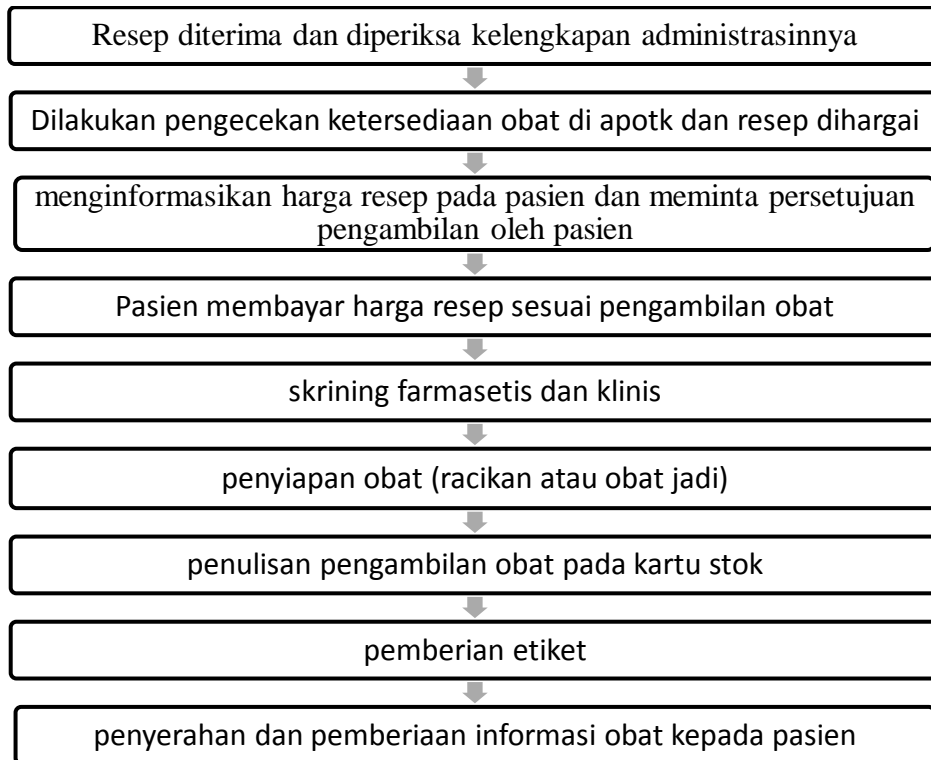 Resep diterima dan diperiksa kelengkapan administrasinnya
Dilakukan pengecekan ketersediaan obat di apotk dan resep dihargai
menginformasikan harga resep pada pasien dan meminta persetujuan
pengambilan oleh pasien
Pasien membayar harga resep sesuai pengambilan obat
skrining farmasetis dan klinis
penyiapan obat (racikan atau obat jadi)
penulisan pengambilan obat pada kartu stok
pemberian etiket
penyerahan dan pemberiaan informasi obat kepada pasien